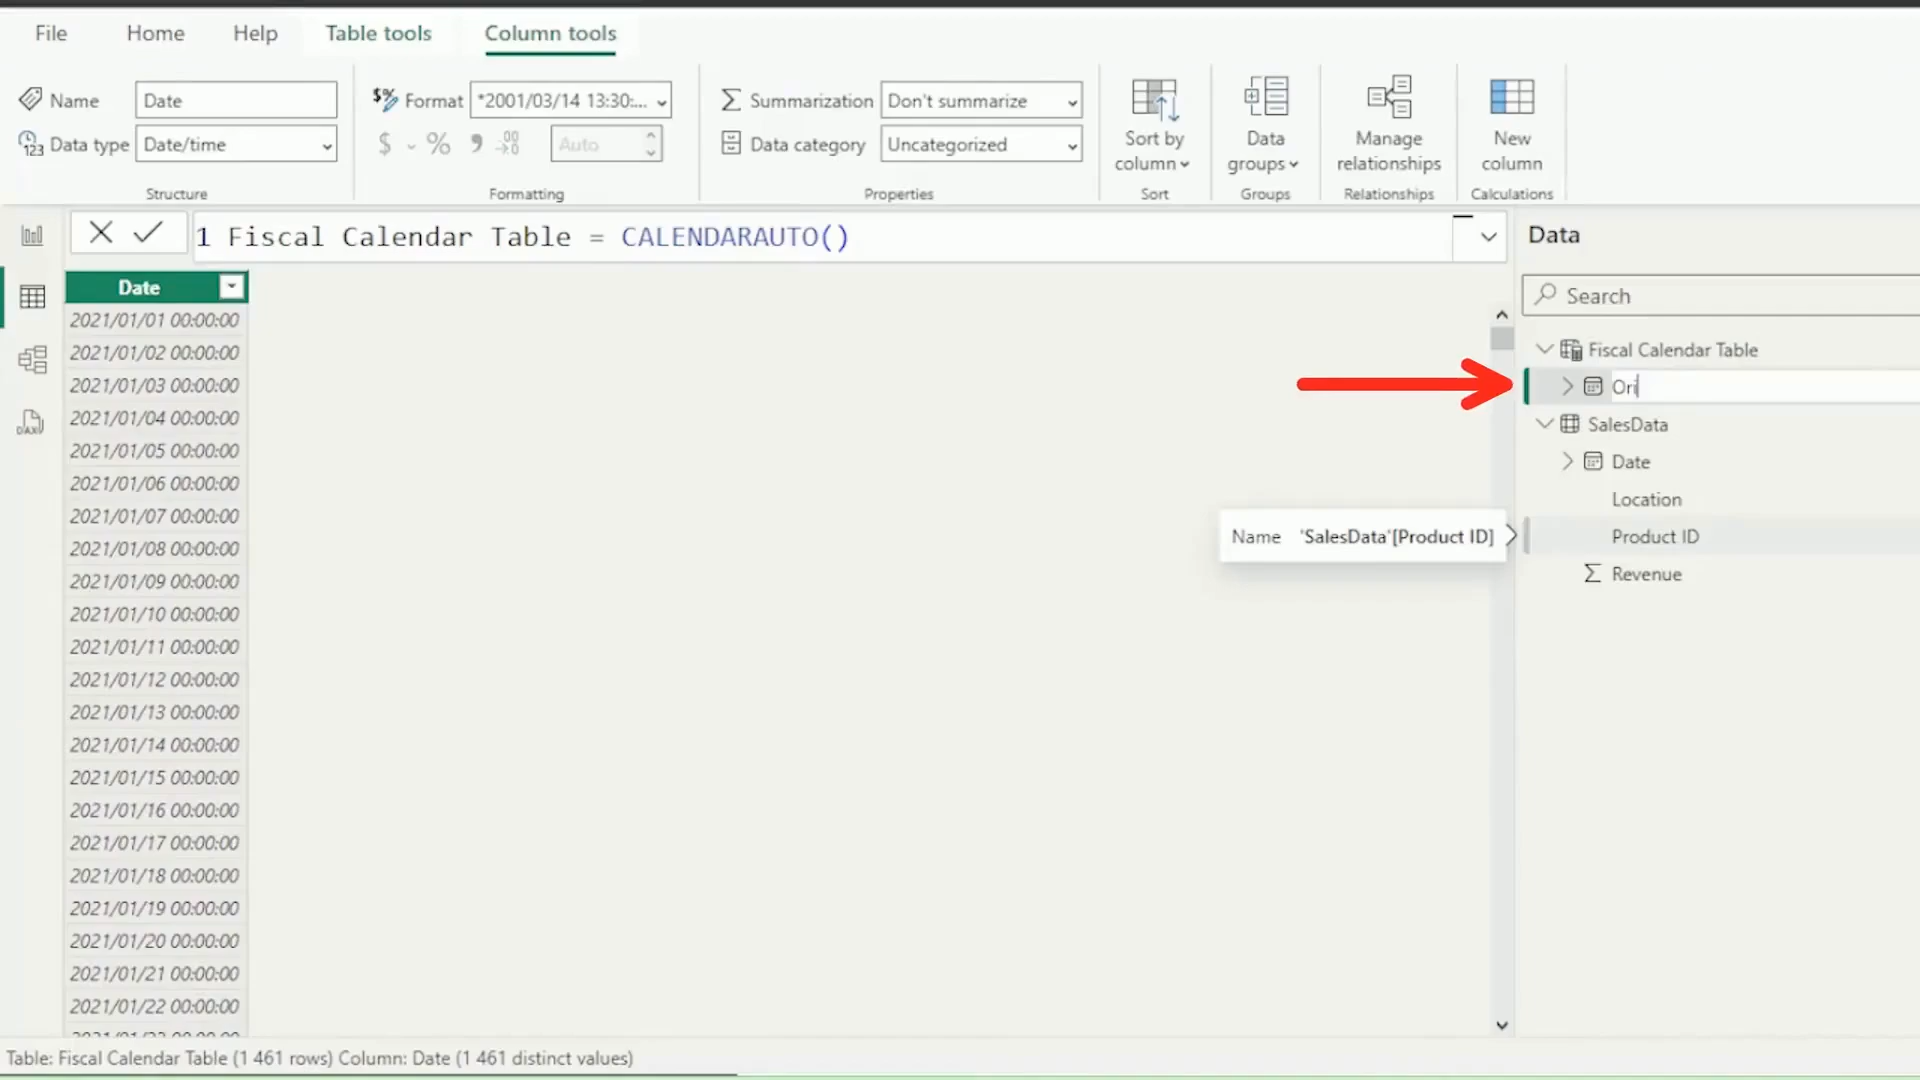 File Home Help Table tools Column tools
Name Date
Data type Date/time
Structure
Format *2001/03/14 13:30:...
$ % 9 .00 Auto
Formatting
Summarization Don't summarize
Data category Uncategorized
Properties
Sort by
column
Sort
Data
groups
Groups
Manage
relationships
Relationships
New
column
Calculations
1 Fiscal Calendar Table = CALENDARAUTO()
Date
2021/01/01 00:00:00
2021/01/02 00:00:00
2021/01/03 00:00:00
2021/01/04 00:00:00
2021/01/05 00:00:00
2021/01/06 00:00:00
2021/01/07 00:00:00
2021/01/08 00:00:00
2021/01/09 00:00:00
2021/01/10 00:00:00
2021/01/11 00:00:00
2021/01/12 00:00:00
2021/01/13 00:00:00
2021/01/14 00:00:00
2021/01/15 00:00:00
2021/01/16 00:00:00
2021/01/17 00:00:00
2021/01/18 00:00:00
2021/01/19 00:00:00
2021/01/20 00:00:00
2021/01/21 00:00:00
2021/01/22 00:00:00
Data
Search
Fiscal Calendar Table
Ori
SalesData
Date
Location
Product ID
Revenue
Name 'SalesData'[Product ID]
Table: Fiscal Calendar Table (1 461 rows) Column: Date (1 461 distinct values)